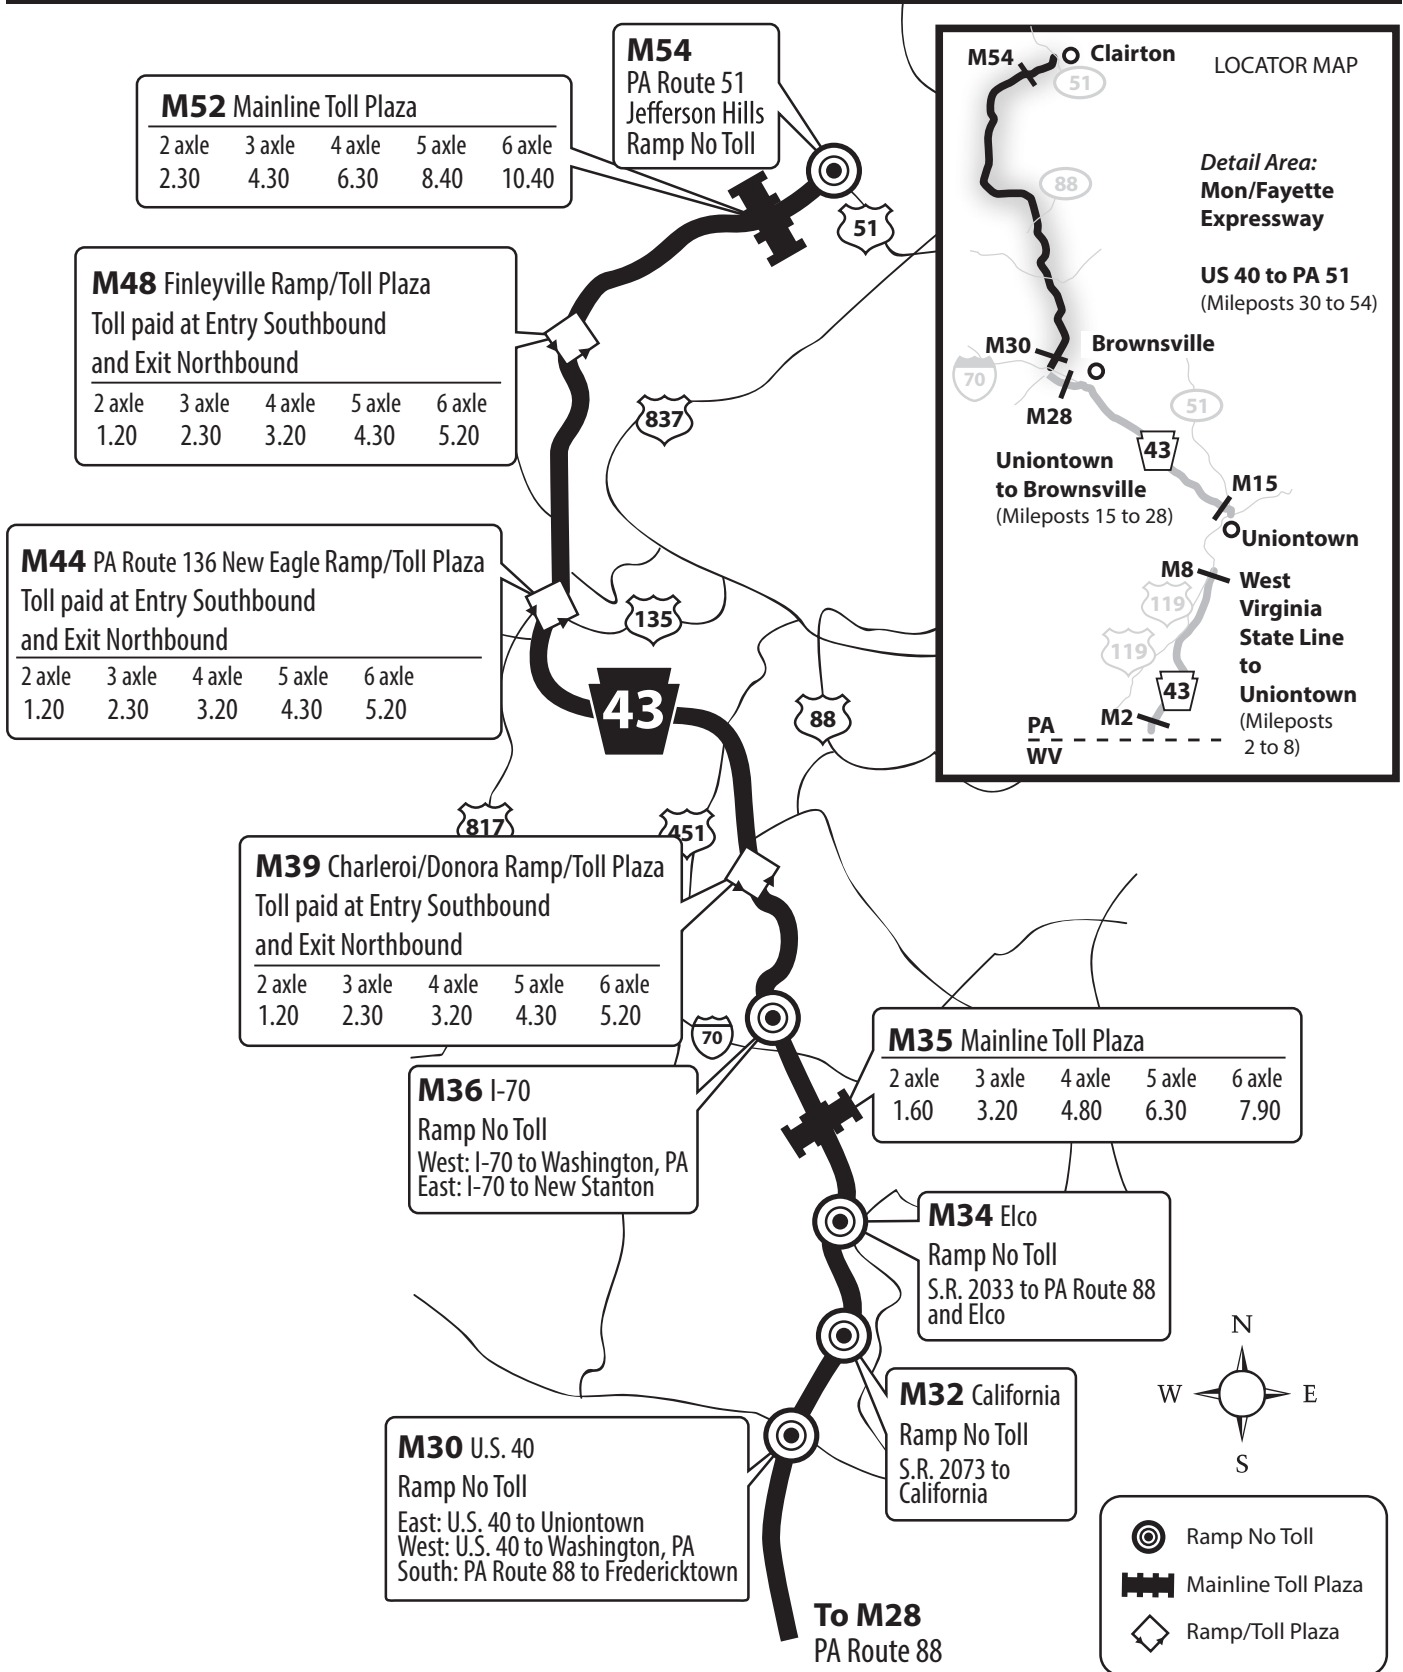 M54
PA Route 51
Jefferson Hills
Ramp No Toll
M52 Mainline Toll Plaza
2 axle 3 axle 4 axle 5 axle 6 axle
2.30 4.30 6.30 8.40 10.40
51
M48 Finleyville Ramp/Toll Plaza
Toll paid at Entry Southbound
and Exit Northbound
2 axle 3 axle 4 axle 5 axle 6 axle
1.20 2.30 3.20 4.30 5.20
837
M44 PA Route 136 New Eagle Ramp/Toll Plaza
Toll paid at Entry Southbound
and Exit Northbound
2 axle 3 axle 4 axle 5 axle 6 axle
1.20 2.30 3.20 4.30 5.20
135
43
88
817
451
M39 Charleroi/Donora Ramp/Toll Plaza
Toll paid at Entry Southbound
and Exit Northbound
2 axle 3 axle 4 axle 5 axle 6 axle
1.20 2.30 3.20 4.30 5.20
70
M36 I-70
Ramp No Toll
West: I-70 to Washington, PA
East: I-70 to New Stanton
M35 Mainline Toll Plaza
2 axle 3 axle 4 axle 5 axle 6 axle
1.60 3.20 4.80 6.30 7.90
M34 Elco
Ramp No Toll
S.R. 2033 to PA Route 88
and Elco
M32 California
Ramp No Toll
S.R. 2073 to
California
M30 U.S. 40
Ramp No Toll
East: U.S. 40 to Uniontown
West: U.S. 40 to Washington, PA
South: PA Route 88 to Fredericktown
To M28
PA Route 88
LOCATOR MAP
M54
Clairton
51
Detail Area:
Mon/Fayette
Expressway
88
US 40 to PA 51
(Mileposts 30 to 54)
M30
Brownsville
70
M28
51
43
Uniontown
to Brownsville
(Mileposts 15 to 28)
M15
Uniontown
M8
West
Virginia
State Line
to
Uniontown
(Mileposts
2 to 8)
119
119
43
M2
PA
WV
N
W
E
S
Ramp No Toll
Mainline Toll Plaza
Ramp/Toll Plaza